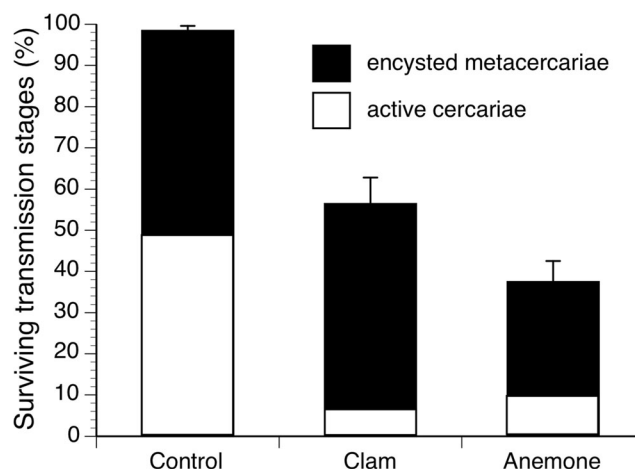 Surviving transmission stages (%)
100
90
80
70
60
50
40
30
20
10
0
encysted metacercariae
active cercariae
Control
Clam
Anemone